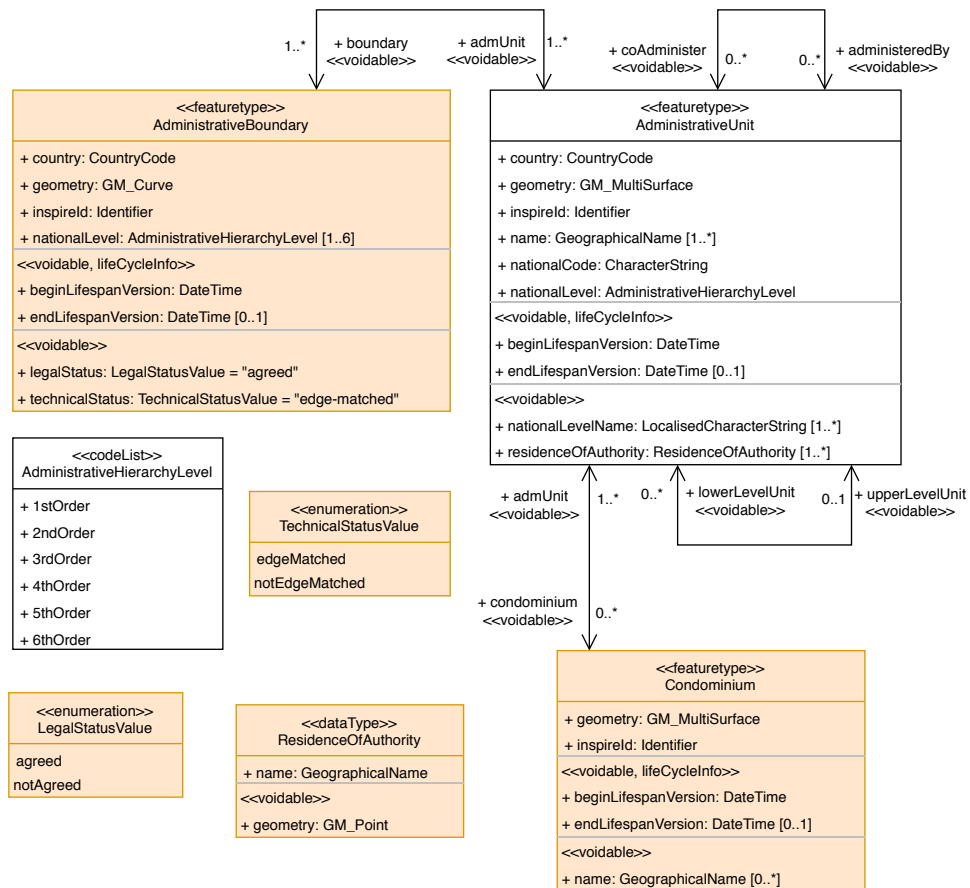 1..*
+ boundary
<<voidable>>
+ admUnit
<<voidable>>
1..*
+ coAdminister
<<voidable>>
0..*
0..*
+ administeredBy
<<voidable>>
<<featuretype>>
AdministrativeBoundary
+ country: CountryCode
+ geometry: GM_Curve
+ inspireId: Identifier
+ nationalLevel: AdministrativeHierarchyLevel [1..6]
<<voidable, lifeCycleInfo>>
+ beginLifespanVersion: DateTime
+ endLifespanVersion: DateTime [0..1]
<<voidable>>
+ legalStatus: LegalStatusValue = "agreed"
+ technicalStatus: TechnicalStatusValue = "edge-matched"
<<featuretype>>
AdministrativeUnit
+ country: CountryCode
+ geometry: GM_MultiSurface
+ inspireId: Identifier
+ name: GeographicalName [1..*]
+ nationalCode: CharacterString
+ nationalLevel: AdministrativeHierarchyLevel
<<voidable, lifeCycleInfo>>
+ beginLifespanVersion: DateTime
+ endLifespanVersion: DateTime [0..1]
<<voidable>>
+ nationalLevelName: LocalisedCharacterString [1..*]
+ residenceOfAuthority: ResidenceOfAuthority [1..*]
<<codeList>>
AdministrativeHierarchyLevel
+ 1stOrder
+ 2ndOrder
+ 3rdOrder
+ 4thOrder
+ 5thOrder
+ 6thOrder
<<enumeration>>
TechnicalStatusValue
edgeMatched
notEdgeMatched
+ admUnit
<<voidable>>
1..*
0..*
+ lowerLevelUnit
<<voidable>>
0..1
+ upperLevelUnit
<<voidable>>
+ condominium
<<voidable>>
0..*
<<enumeration>>
LegalStatusValue
agreed
notAgreed
<<dataType>>
ResidenceOfAuthority
+ name: GeographicalName
<<voidable>>
+ geometry: GM_Point
<<featuretype>>
Condominium
+ geometry: GM_MultiSurface
+ inspireId: Identifier
<<voidable, lifeCycleInfo>>
+ beginLifespanVersion: DateTime
+ endLifespanVersion: DateTime [0..1]
<<voidable>>
+ name: GeographicalName [0..*]